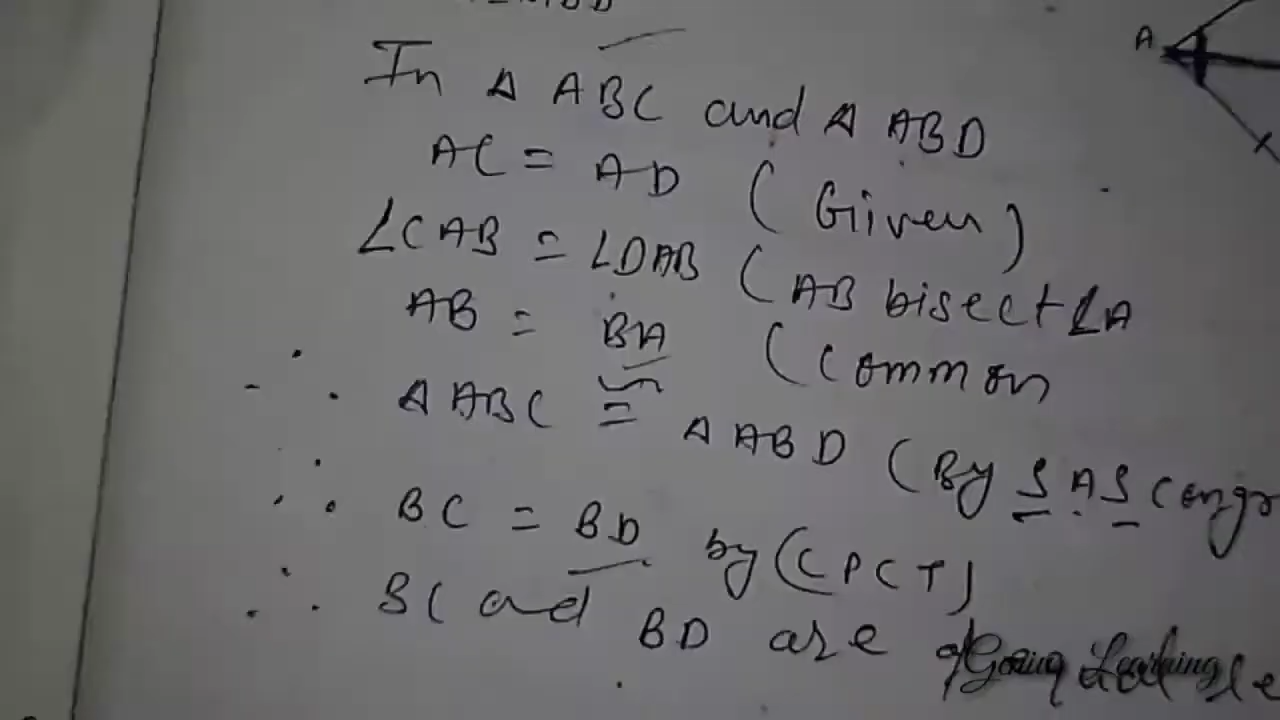 In Δ ABC and Δ ABD
A
AC = AD (Given)
∠CAB = ∠DAB (AB bisect ∠A
AB = BA (Common
∴ Δ ABC ≅ Δ ABD (By SAS congr
∴ BC = BD by (CPCT)
∴ BC and BD are